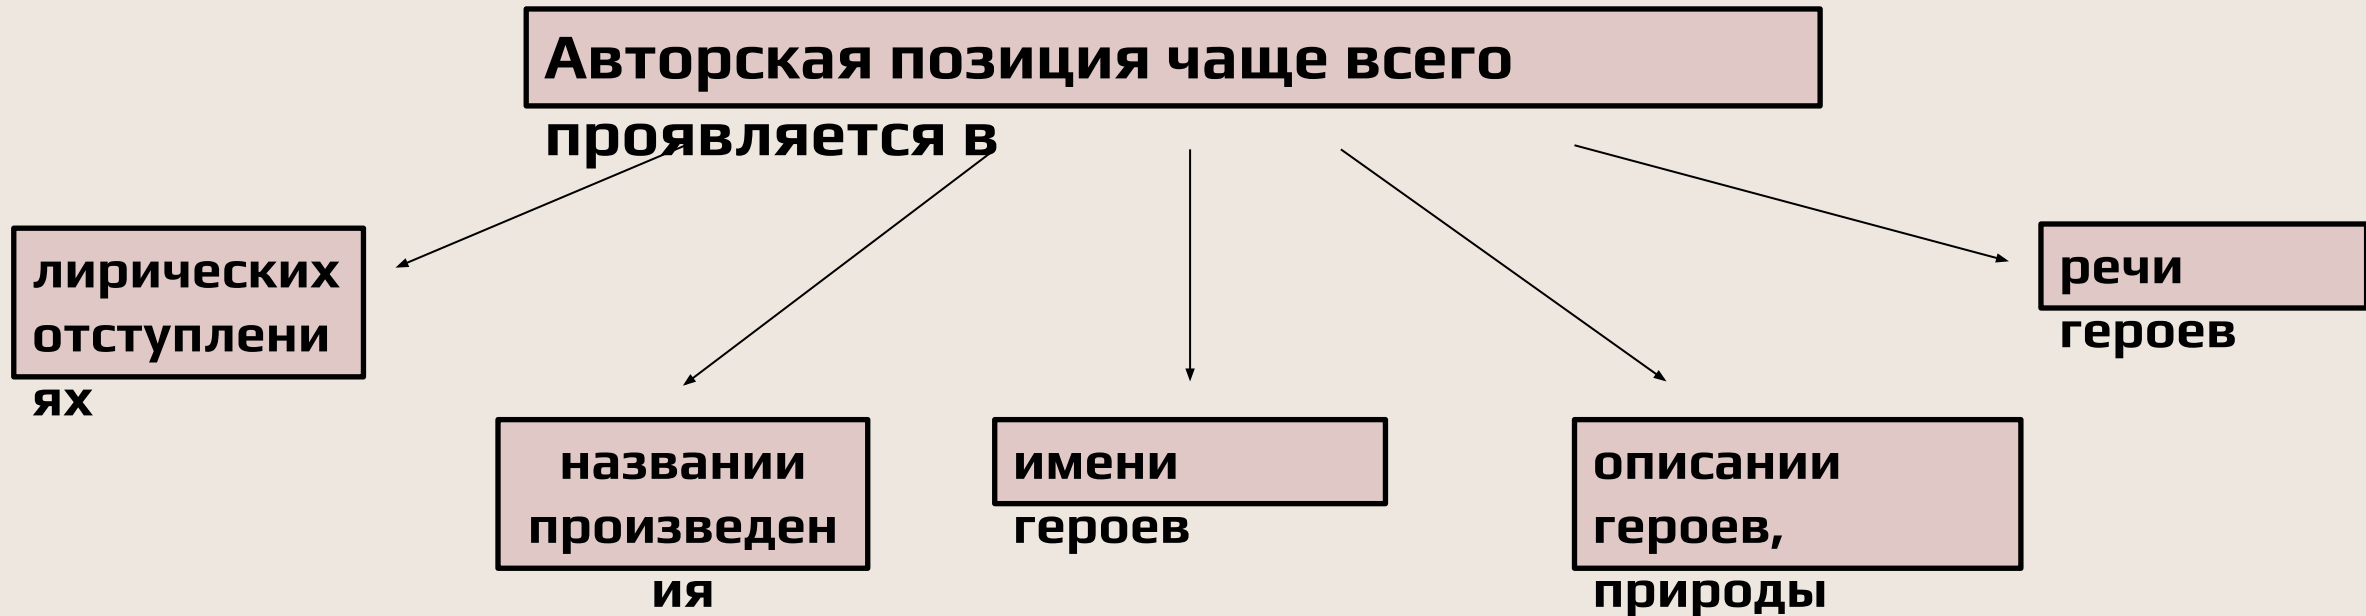 Авторская позиция чаще всего
проявляется в
лирических
отступлени
ях
названии
произведен
ия
имени
героев
описании
героев,
природы
речи
героев